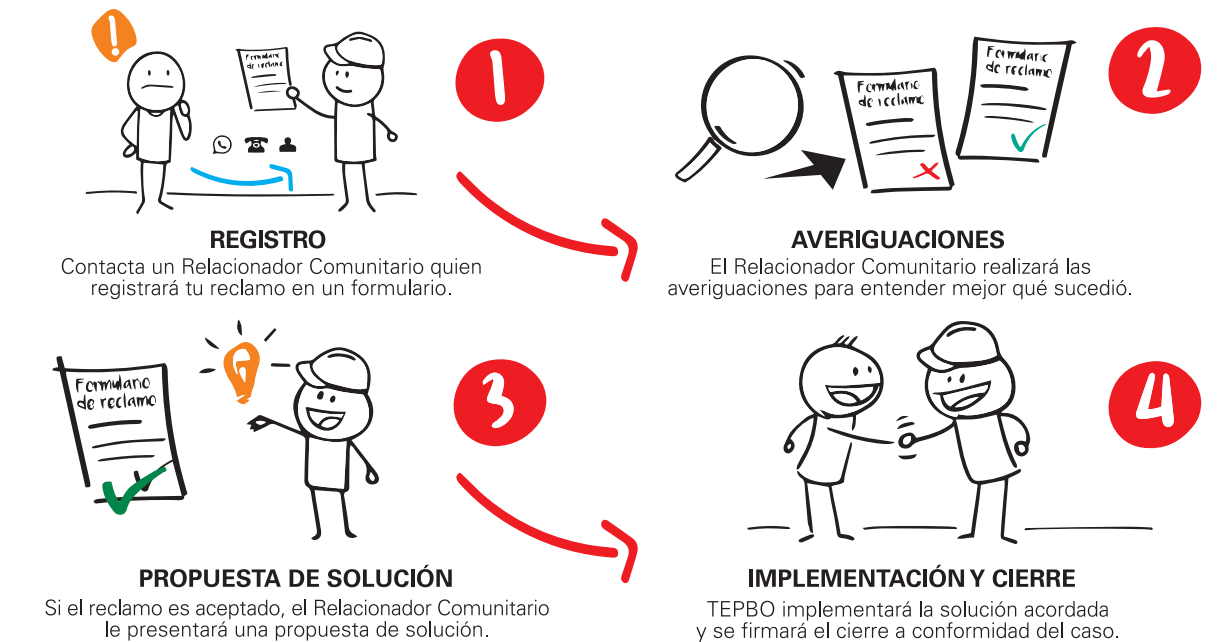 !
Formulario
de reclamo
1
REGISTRO
Contacta un Relacionador Comunitario quien
registrará tu reclamo en un formulario.
Formulario
de reclamo
Formulario
de reclamo
2
AVERIGUACIONES
El Relacionador Comunitario realizará las
averiguaciones para entender mejor qué sucedió.
Formulario
de reclamo
3
PROPUESTA DE SOLUCIÓN
Si el reclamo es aceptado, el Relacionador Comunitario
le presentará una propuesta de solución.
4
IMPLEMENTACIÓN Y CIERRE
TEPBO implementará la solución acordada
y se firmará el cierre a conformidad del caso.